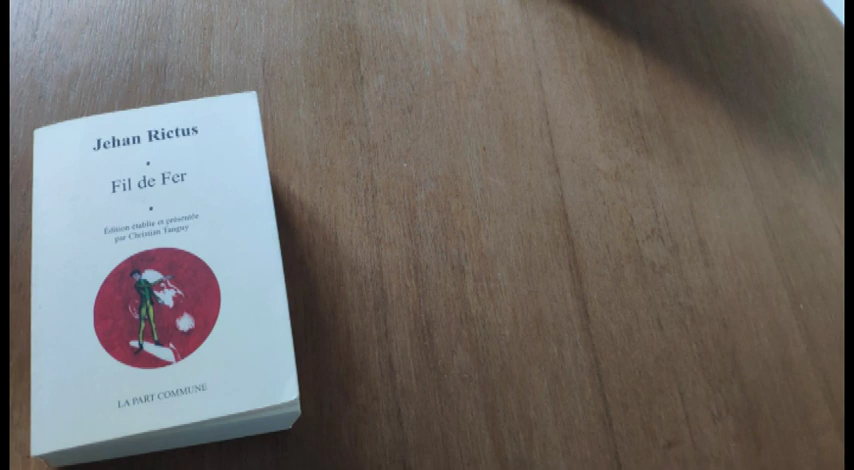 Jehan Rictus
Fil de Fer
Édition établie et présentée
par Christian Tanguy
LA PART COMMUNE